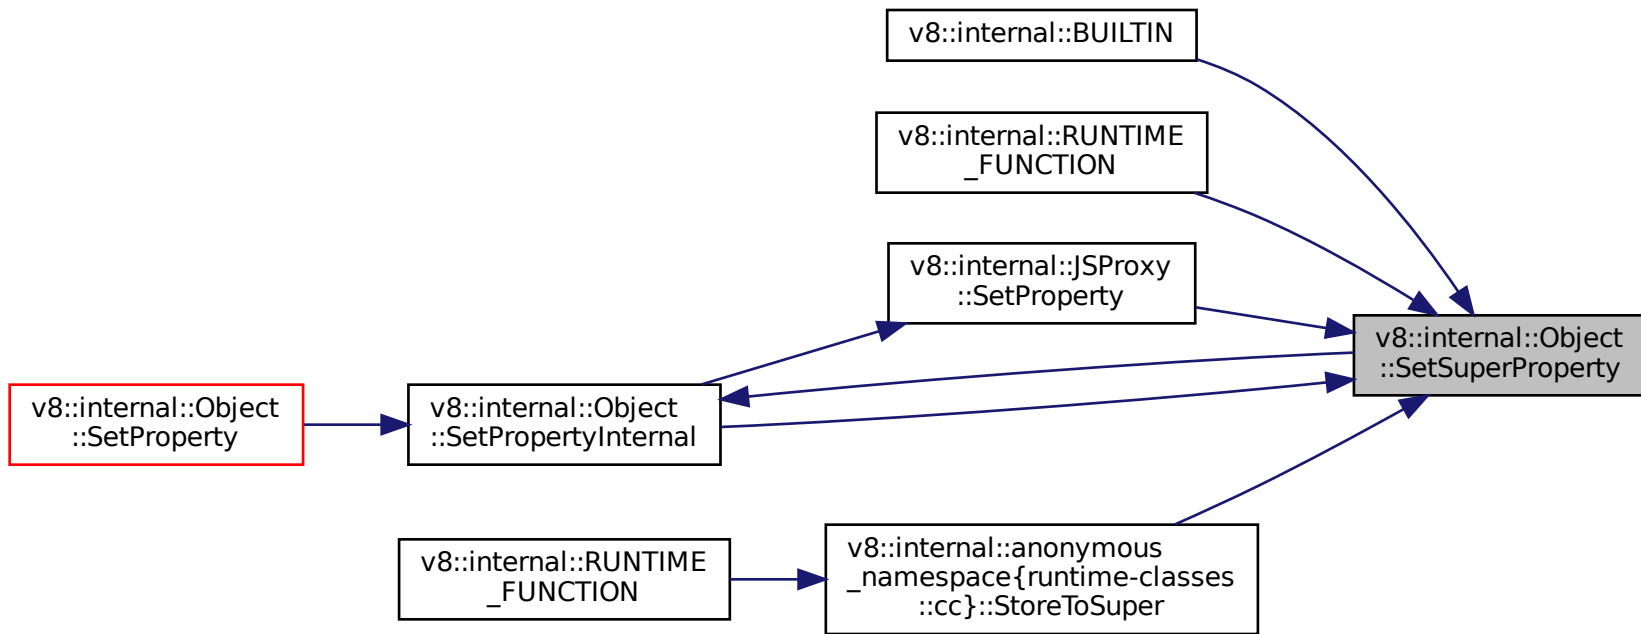 v8::internal::BUILTIN
v8::internal::RUNTIME
_FUNCTION
v8::internal::JSProxy
::SetProperty
v8::internal::Object
::SetSuperProperty
v8::internal::Object
::SetProperty
v8::internal::Object
::SetPropertyInternal
v8::internal::RUNTIME
_FUNCTION
v8::internal::anonymous
_namespace{runtime-classes
::cc}::StoreToSuper